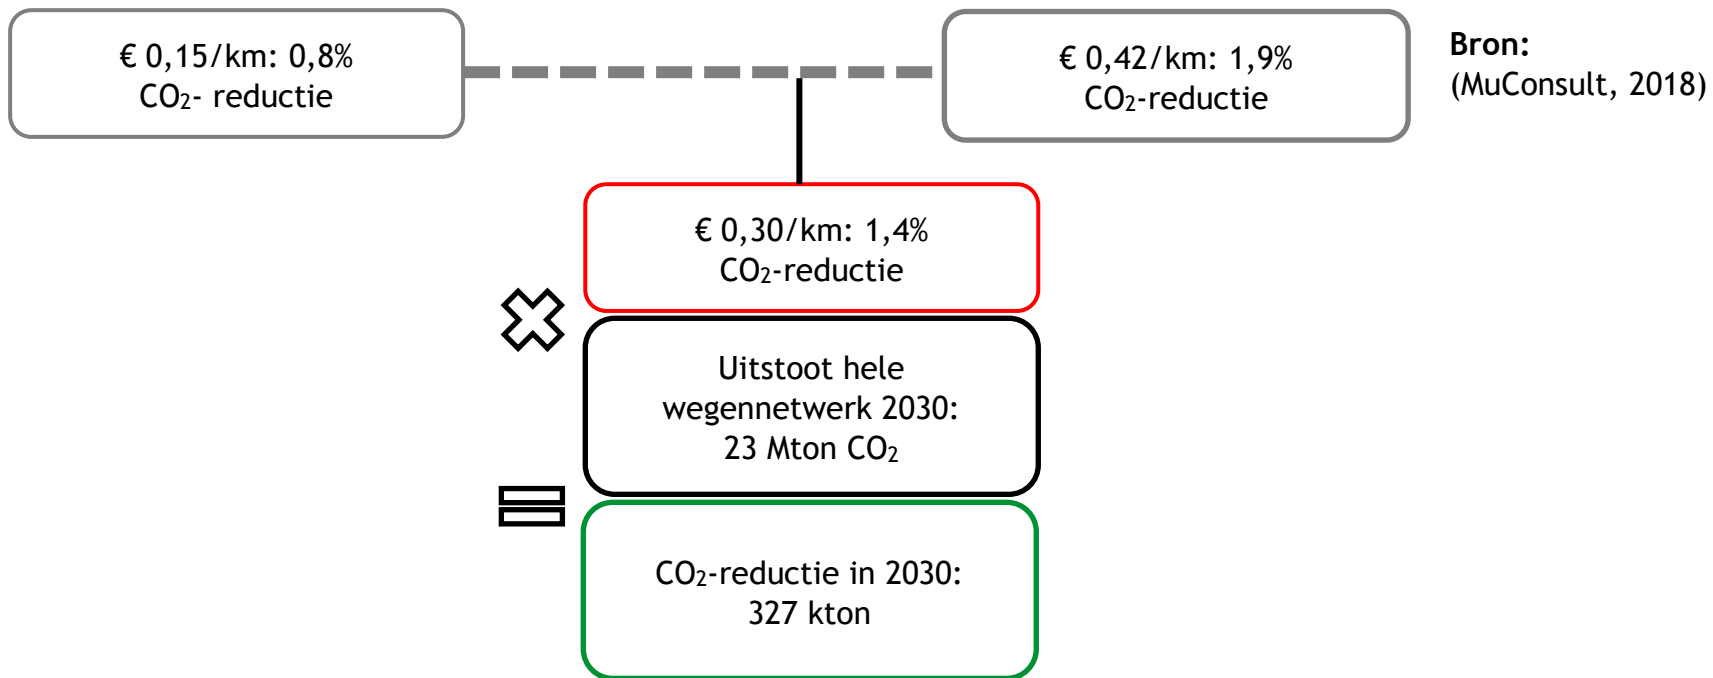 € 0,15/km: 0,8%
CO₂- reductie
€ 0,42/km: 1,9%
CO₂-reductie
Bron:
(MuConsult, 2018)
€ 0,30/km: 1,4%
CO₂-reductie
Uitstoot hele
wegennetwerk 2030:
23 Mton CO₂
CO₂-reductie in 2030:
327 kton